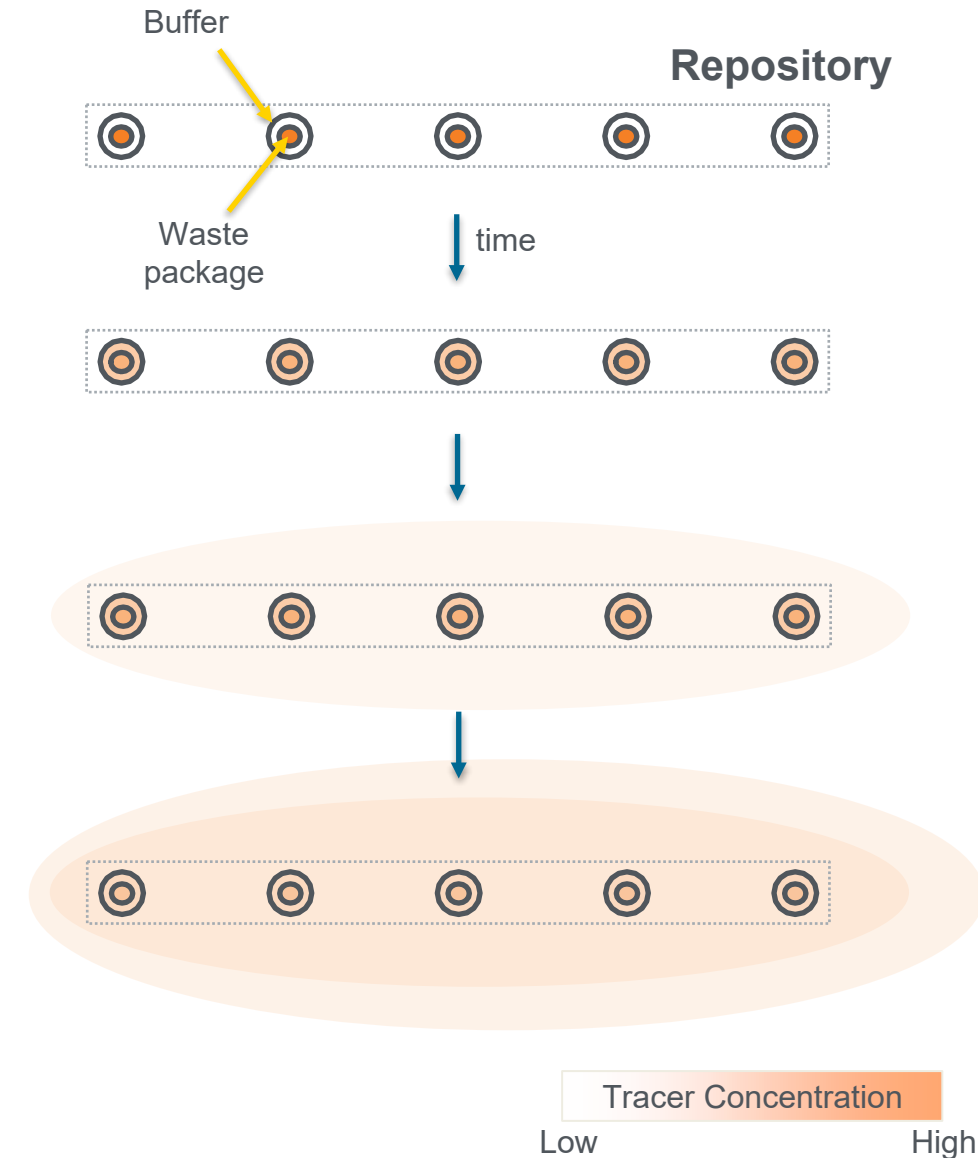 Buffer
Repository
Waste
package
time
Tracer Concentration
Low
High